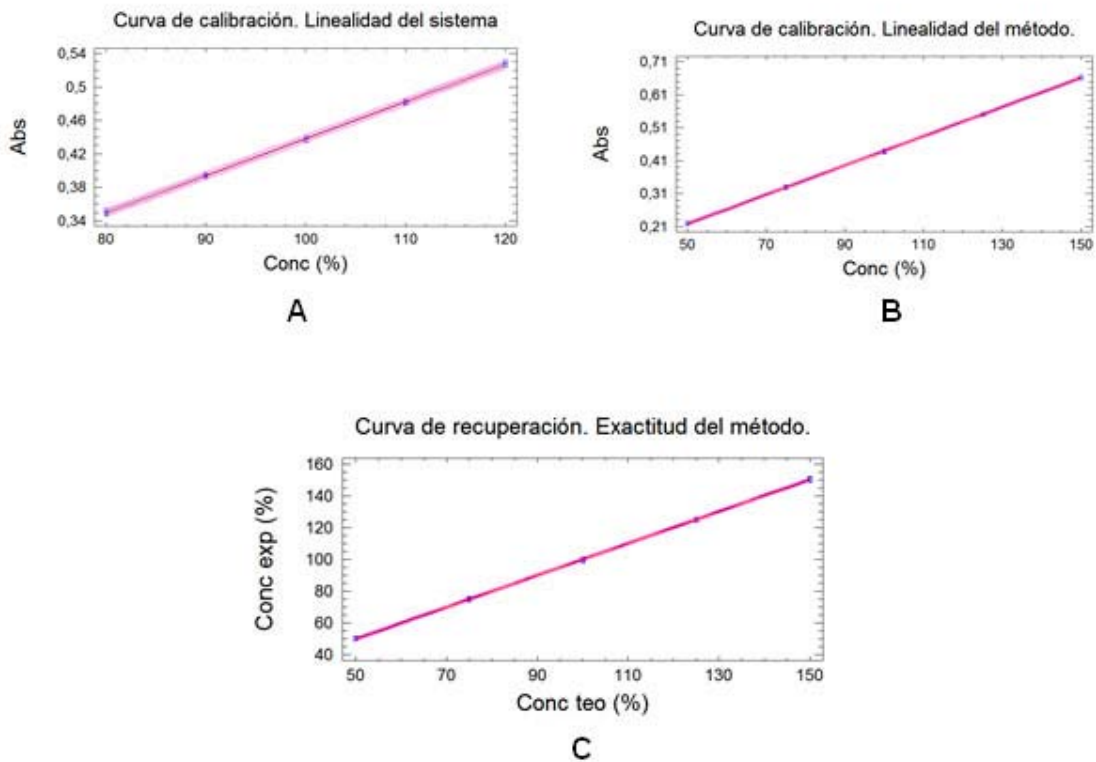 Curva de calibración. Linealidad del sistema
0,54
0,5
0,46
0,42
0,38
0,34
Abs
80 90 100 110 120
Conc (%)
A
Curva de calibración. Linealidad del método.
0,71
0,61
0,51
0,41
0,31
0,21
Abs
50 70 90 110 130 150
Conc (%)
B
Curva de recuperación. Exactitud del método.
160
140
120
100
80
60
40
Conc exp (%)
50 70 90 110 130 150
Conc teo (%)
C